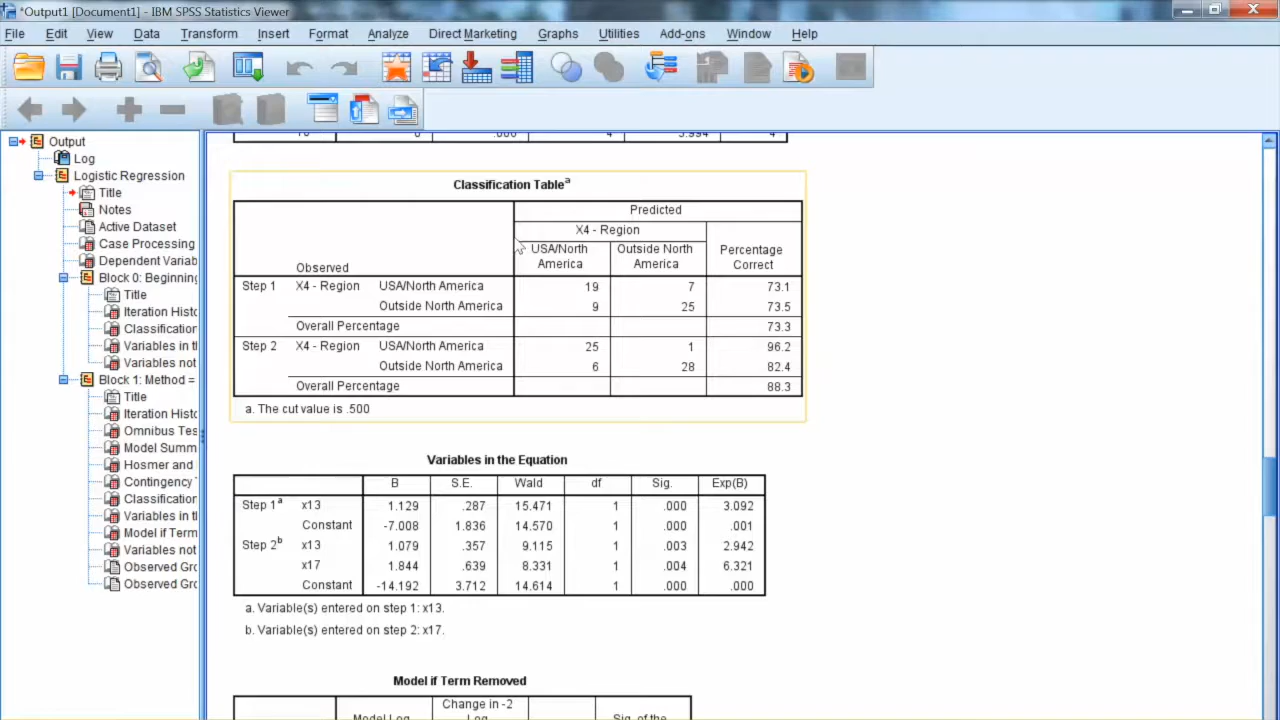 *Output1 [Document1] - IBM SPSS Statistics Viewer
File Edit View Data Transform Insert Format Analyze Direct Marketing Graphs Utilities Add-ons Window Help
Output
Log
Logistic Regression
Title
Notes
Active Dataset
Case Processing
Dependent Variab
Block 0: Beginning
Title
Iteration Histo
Classification
Variables in t
Variables not
Block 1: Method =
Title
Iteration Histo
Omnibus Tes
Model Summ
Hosmer and
Contingency
Classification
Variables in t
Model if Term
Variables not
Observed Gro
Observed Gro
Classification Tableª
Predicted
X4 - Region
Observed USA/North America Outside North America Percentage Correct
Step 1 X4 - Region USA/North America 19 7 73.1
Outside North America 9 25 73.5
Overall Percentage 73.3
Step 2 X4 - Region USA/North America 25 1 96.2
Outside North America 6 28 82.4
Overall Percentage 88.3
a. The cut value is .500
Variables in the Equation
B S.E. Wald df Sig. Exp(B)
Step 1ª x13 1.129 .287 15.471 1 .000 3.092
Constant -7.008 1.836 14.570 1 .000 .001
Step 2ᵇ x13 1.079 .357 9.115 1 .003 2.942
x17 1.844 .639 8.331 1 .004 6.321
Constant -14.192 3.712 14.614 1 .000 .000
a. Variable(s) entered on step 1: x13.
b. Variable(s) entered on step 2: x17.
Model if Term Removed
Change in -2
Model Log Log Sig. of the